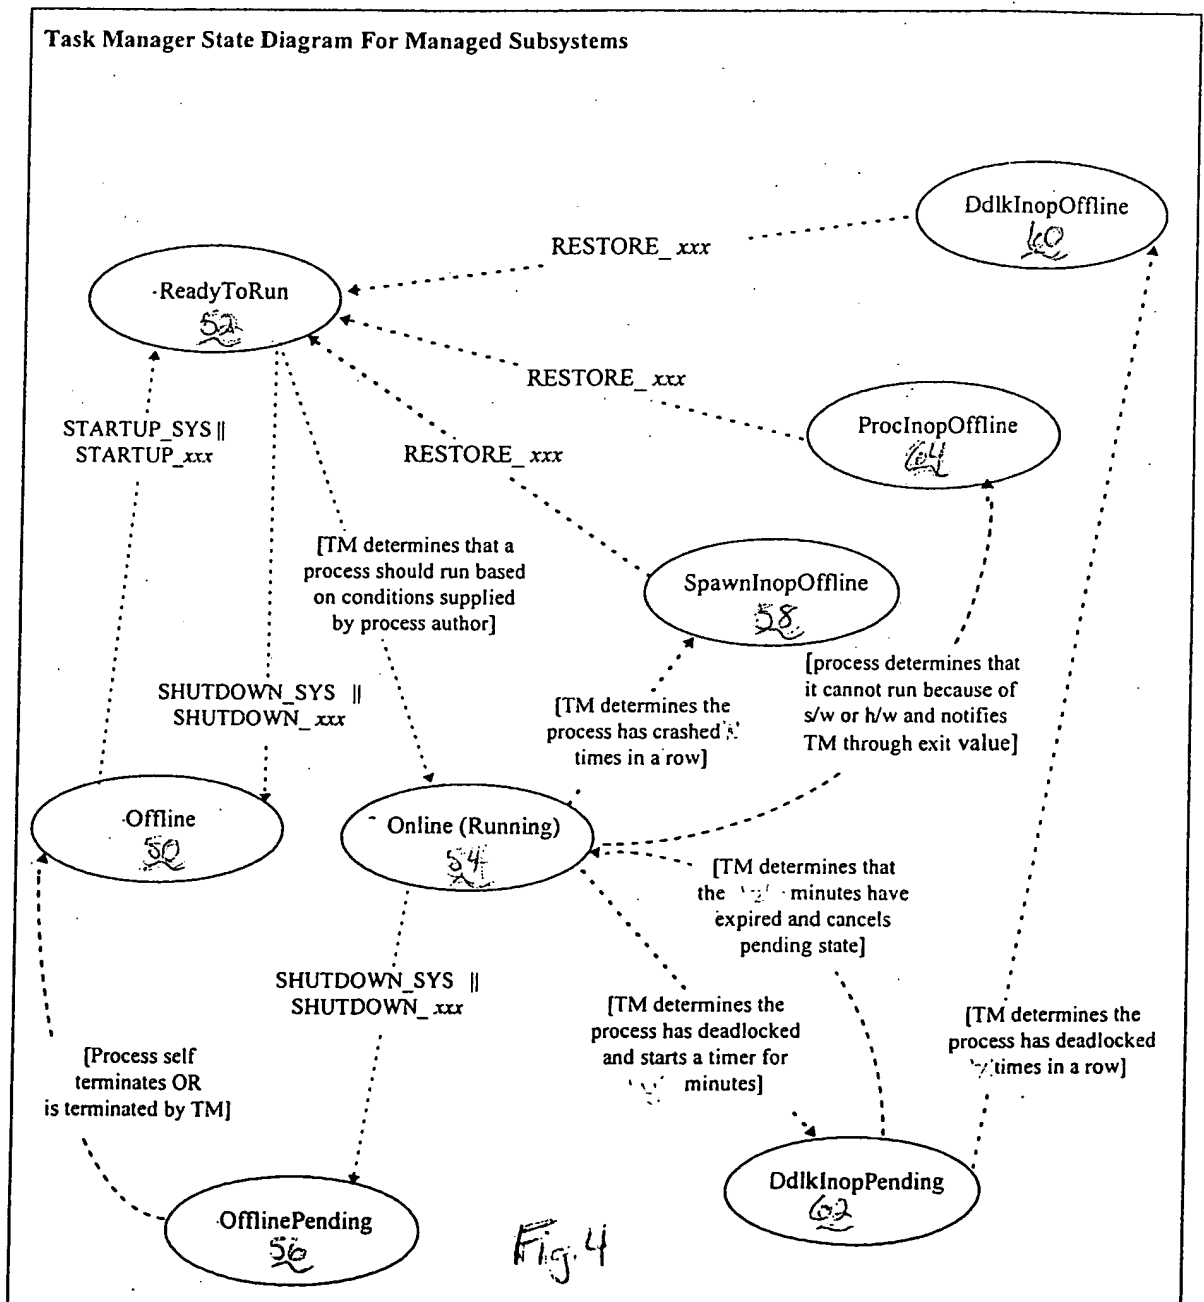 Task Manager State Diagram For Managed Subsystems
DdlkInopOffline
60
RESTORE_ xxx
ReadyToRun
52
RESTORE_ xxx
ProcInopOffline
64
STARTUP_SYS ||
STARTUP_xxx
RESTORE_ xxx
[TM determines that a
process should run based
on conditions supplied
by process author]
SpawnInopOffline
58
SHUTDOWN_SYS ||
SHUTDOWN_ xxx
[TM determines the
process has crashed
times in a row]
[process determines that
it cannot run because of
s/w or h/w and notifies
TM through exit value]
Offline
50
Online (Running)
54
[TM determines that
the minutes have
expired and cancels
pending state]
SHUTDOWN_SYS ||
SHUTDOWN_ xxx
[TM determines the
process has deadlocked
and starts a timer for
minutes]
[TM determines the
process has deadlocked
times in a row]
[Process self
terminates OR
is terminated by TM]
DdlkInopPending
62
OfflinePending
56
Fig. 4